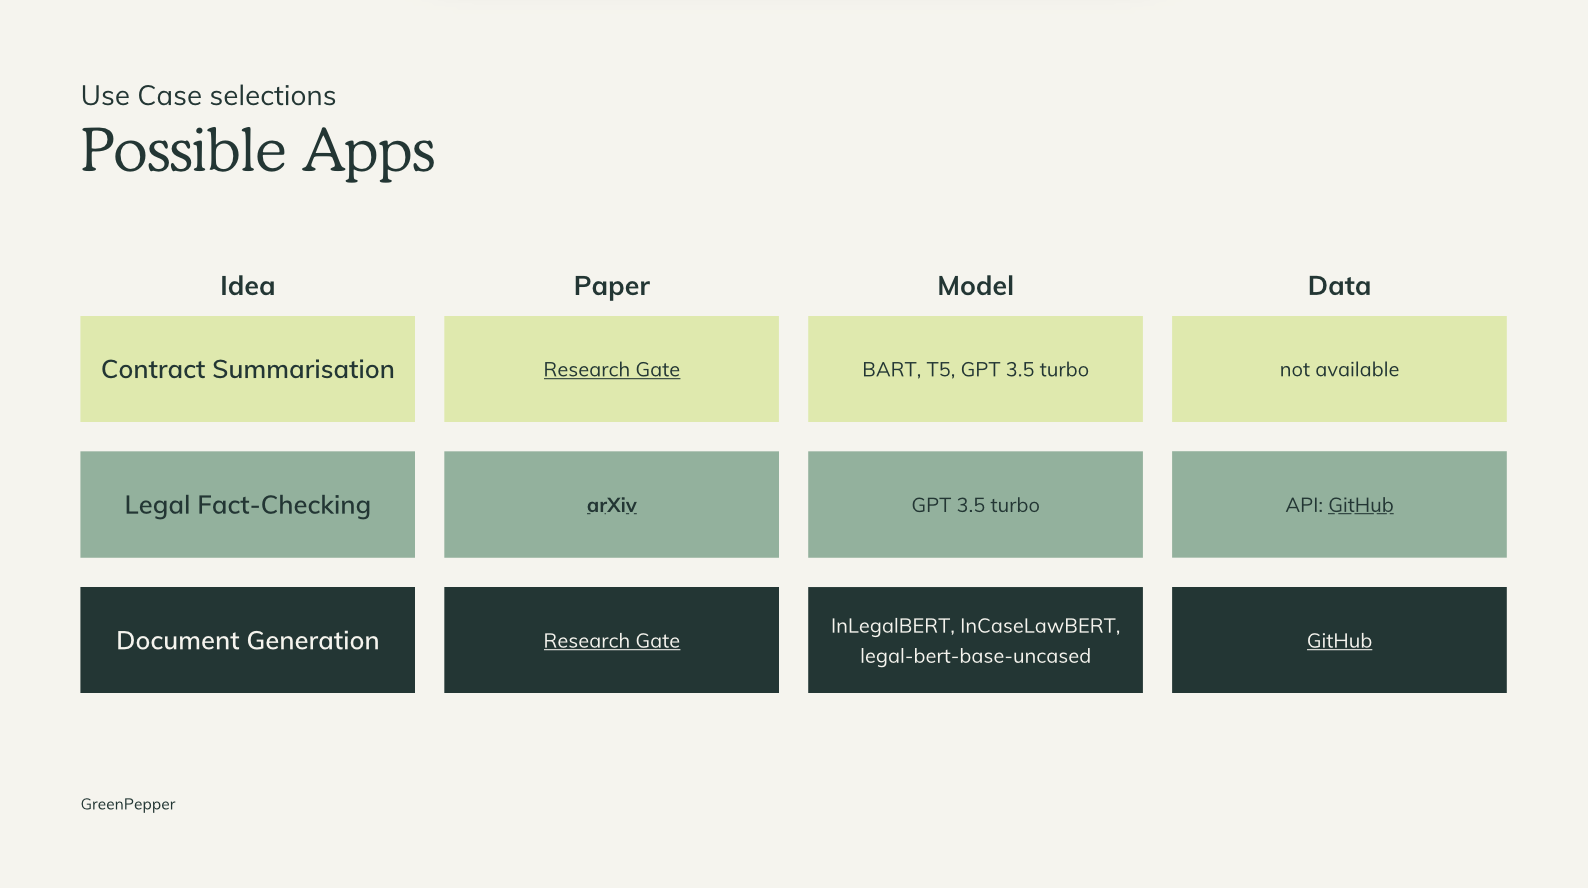 Use Case selections
Possible Apps
Idea Paper Model Data
Contract Summarisation Research Gate BART, T5, GPT 3.5 turbo not available
Legal Fact-Checking arXiv GPT 3.5 turbo API: GitHub
Document Generation Research Gate InLegalBERT, InCaseLawBERT,
legal-bert-base-uncased GitHub
GreenPepper